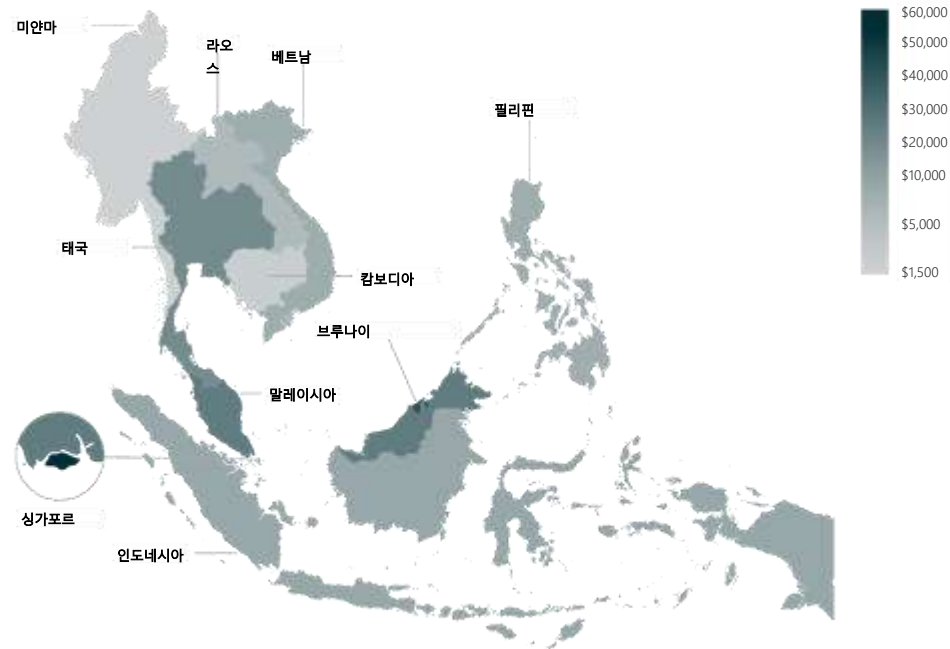 미얀마
라오
스
베트남
필리핀
태국
캄보디아
브루나이
말레이시아
싱가포르
인도네시아
$60,000
$50,000
$40,000
$30,000
$20,000
$10,000
$5,000
$1,500